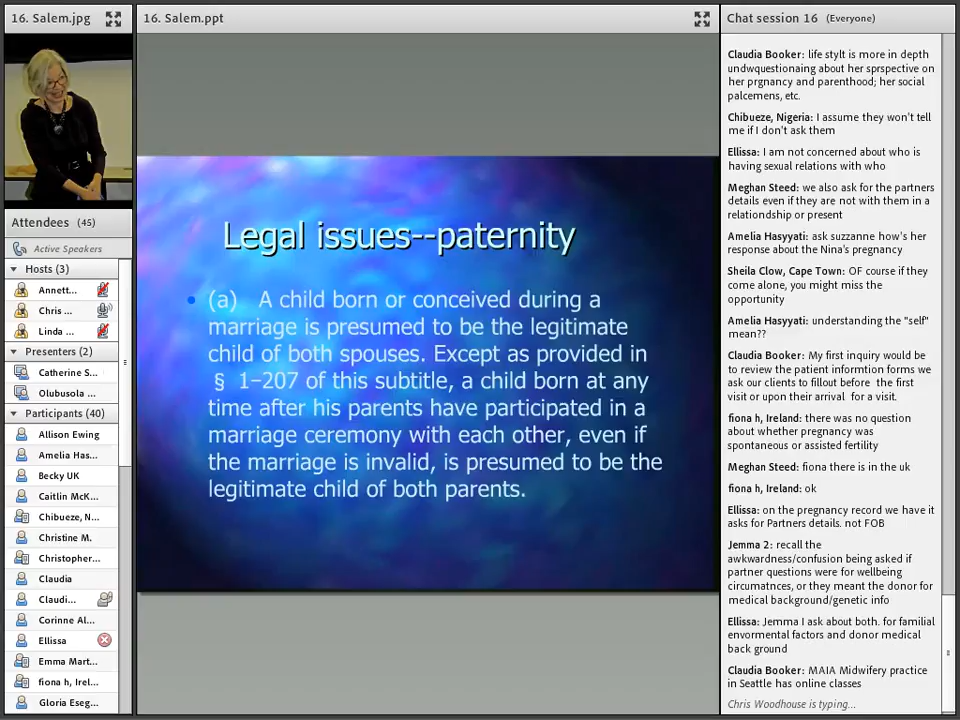 16. Salem.jpg
Attendees (45)
Active Speakers
Hosts (3)
Annett...
Chris ...
Linda ...
Presenters (2)
Catherine S...
Olubusola ...
Participants (40)
Allison Ewing
Amelia Has...
Becky UK
Caitlin McK...
Chibueze, N...
Christine M.
Christopher...
Claudia
Claudi...
Corinne Al...
Ellissa
Emma Mart...
fiona h, Irel...
Gloria Eseg...
16. Salem.ppt
Legal issues--paternity
• (a) A child born or conceived during a
marriage is presumed to be the legitimate
child of both spouses. Except as provided in
§ 1–207 of this subtitle, a child born at any
time after his parents have participated in a
marriage ceremony with each other, even if
the marriage is invalid, is presumed to be the
legitimate child of both parents.
Chat session 16 (Everyone)
Claudia Booker: life stylt is more in depth
undwquestionaing about her sprspective on
her prgnancy and parenthood; her social
palcemens, etc.
Chibueze, Nigeria: I assume they won't tell
me if I don't ask them
Ellissa: I am not concerned about who is
having sexual relations with who
Meghan Steed: we also ask for the partners
details even if they are not with them in a
relationship or present
Amelia Hasyyati: ask suzzanne how's her
response about the Nina's pregnancy
Sheila Clow, Cape Town: OF course if they
come alone, you might miss the
opportunity
Amelia Hasyyati: understanding the "self"
mean??
Claudia Booker: My first inquiry would be
to review the patient informtion forms we
ask our clients to fillout before the first
visit or upon their arrival for a visit.
fiona h, Ireland: there was no question
about whether pregnancy was
spontaneous or assisted fertility
Meghan Steed: fiona there is in the uk
fiona h, Ireland: ok
Ellissa: on the pregnancy record we have it
asks for Partners details. not FOB
Jemma 2: recall the
awkwardness/confusion being asked if
partner questions were for wellbeing
circumatnces, or they meant the donor for
medical background/genetic info
Ellissa: Jemma I ask about both. for familial
envormental factors and donor medical
back ground
Claudia Booker: MAIA Midwifery practice
in Seattle has online classes
Chris Woodhouse is typing...